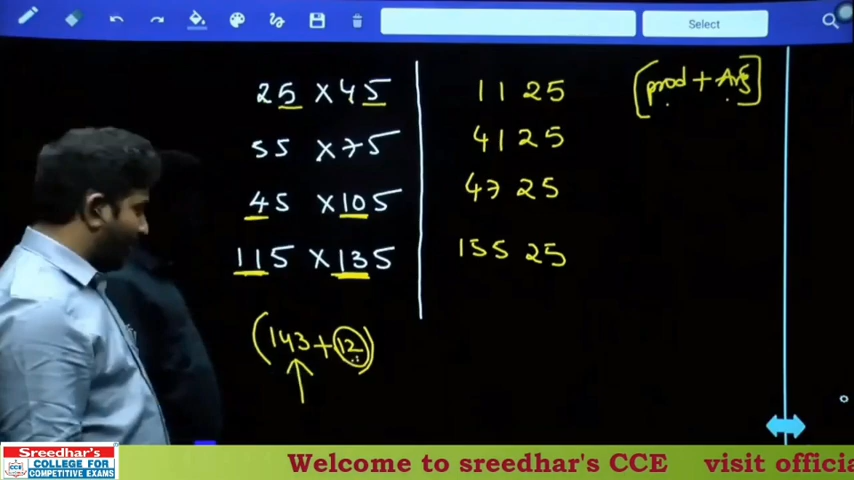 Select
25 × 45 1125 [prod + Avg]
55 × 75 4125
45 × 105 4725
115 × 135 15525
(143 + 12)
Sreedhar's
CCE COLLEGE FOR
COMPETITIVE EXAMS
Welcome to sreedhar's CCE visit officia